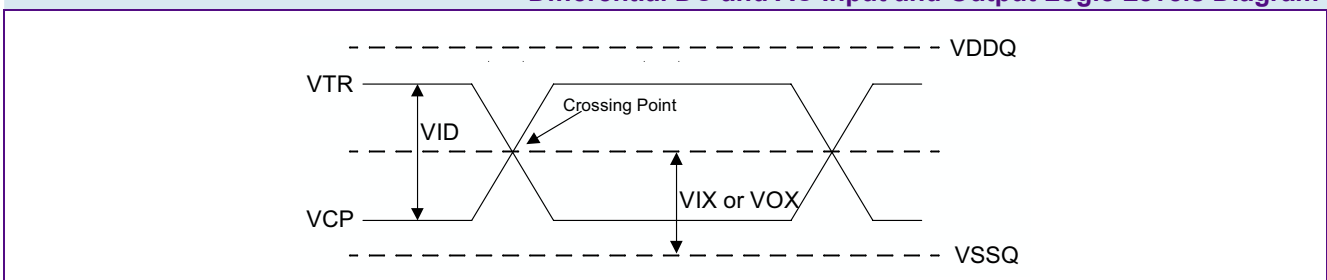 Differential DC and AC Input and Output Logic Levels Diagram
VDDQ
VTR
Crossing Point
VID
VIX or VOX
VCP
VSSQ